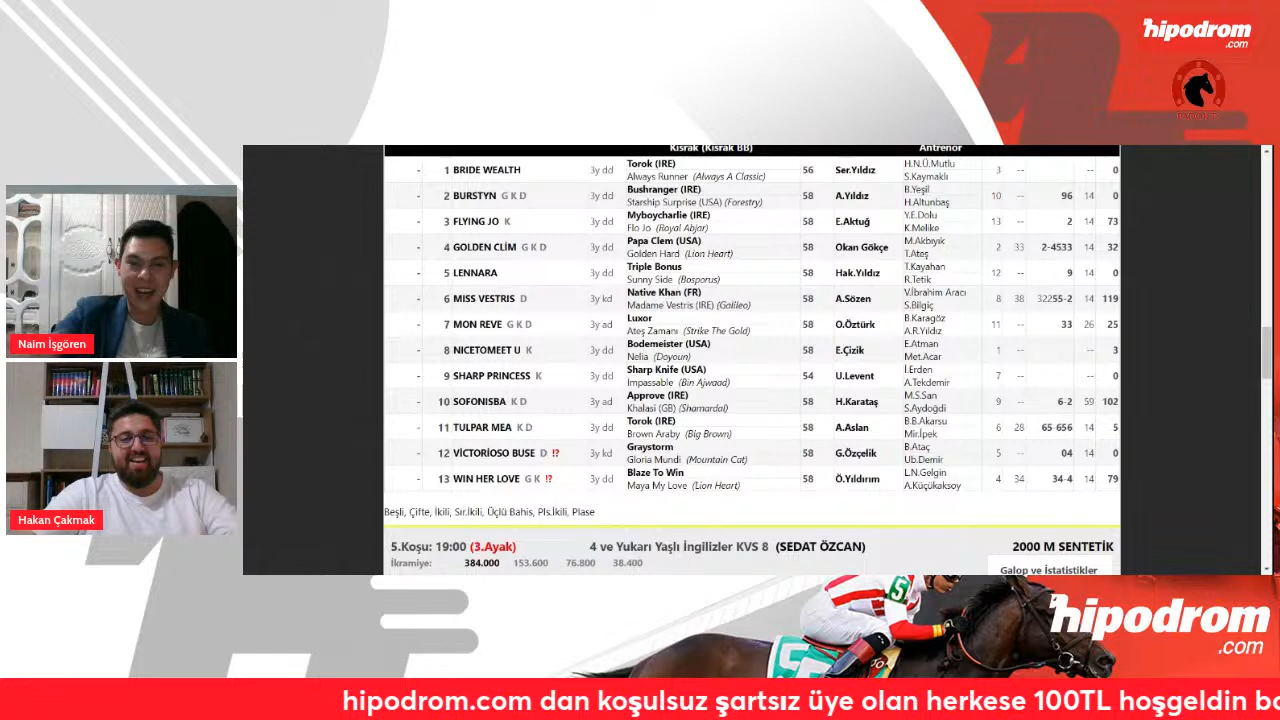 hipodrom
.com
Kısrak (Kısrak BB) Antrenör
- 1 BRIDE WEALTH 3y dd Torok (IRE) 56 Ser.Yıldız H.N.Ü.Mutlu 3 -- -- 0
Always Runner (Always A Classic) S.Kaymaklı
- 2 BURSTYN G K D 3y dd Bushranger (IRE) 58 A.Yıldız B.Yeşil 10 -- 96 14 0
Starship Surprise (USA) (Forestry) H.Altunbaş
- 3 FLYING JO K 3y dd Myboycharlie (IRE) 58 E.Aktuğ Y.E.Dolu 13 -- 2 14 73
Flo Jo (Royal Abjar) K.Melike
- 4 GOLDEN CLİM G K D 3y dd Papa Clem (USA) 58 Okan Gökçe M.Akbıyık 2 33 2-4533 14 32
Golden Hard (Lion Heart) T.Ateş
- 5 LENNARA 3y dd Triple Bonus 58 Hak.Yıldız T.Kayahan 12 -- 9 14 0
Sunny Side (Bosporus) R.Tetik
- 6 MISS VESTRIS D 3y kd Native Khan (FR) 58 A.Sözen V.İbrahim Aracı 8 38 32255-2 14 119
Madame Vestris (IRE) (Galileo) S.Bilgiç
- 7 MON REVE G K D 3y ad Luxor 58 O.Öztürk B.Karagöz 11 -- 33 26 25
Ateş Zamanı (Strike The Gold) A.R.Yıldız
- 8 NICETOMEET U K 3y dd Bodemeister (USA) 58 E.Çizik E.Atman 1 -- -- 3
Nelia (Doyoun) Met.Acar
- 9 SHARP PRINCESS K 3y dd Sharp Knife (USA) 54 U.Levent İ.Erden 7 -- -- 0
Impassable (Bin Ajwaad) A.Tekdemir
- 10 SOFONISBA K D 3y ad Approve (IRE) 58 H.Karataş M.S.San 9 -- 6-2 59 102
Khalasi (GB) (Shamardal) S.Aydoğdi
- 11 TULPAR MEA K D 3y dd Torok (IRE) 58 A.Aslan B.B.Akarsu 6 28 65-656 14 5
Brown Araby (Big Brown) Mir.İpek
- 12 VİCTORİOSO BUSE D !? 3y kd Graystorm 58 G.Özçelik B.Ataç 5 -- 04 14 0
Gloria Mundi (Mountain Cat) Ub.Demir
- 13 WIN HER LOVE G K !? 3y dd Blaze To Win 58 Ö.Yıldırım L.N.Gelgin 4 34 34-4 14 79
Maya My Love (Lion Heart) A.Küçükaksoy
Beşli, Çifte, İkili, Sır.İkili, Üçlü Bahis, Pls.İkili, Plase
5.Koşu: 19:00 (3.Ayak) 4 ve Yukarı Yaşlı İngilizler KVS 8 (SEDAT ÖZCAN) 2000 M SENTETİK
İkramiye: 384.000 153.600 76.800 38.400
Galop ve İstatistikler
Naim İşgören
Hakan Çakmak
5
hipodrom
.com
hipodrom.com dan koşulsuz şartsız üye olan herkese 100TL hoşgeldin